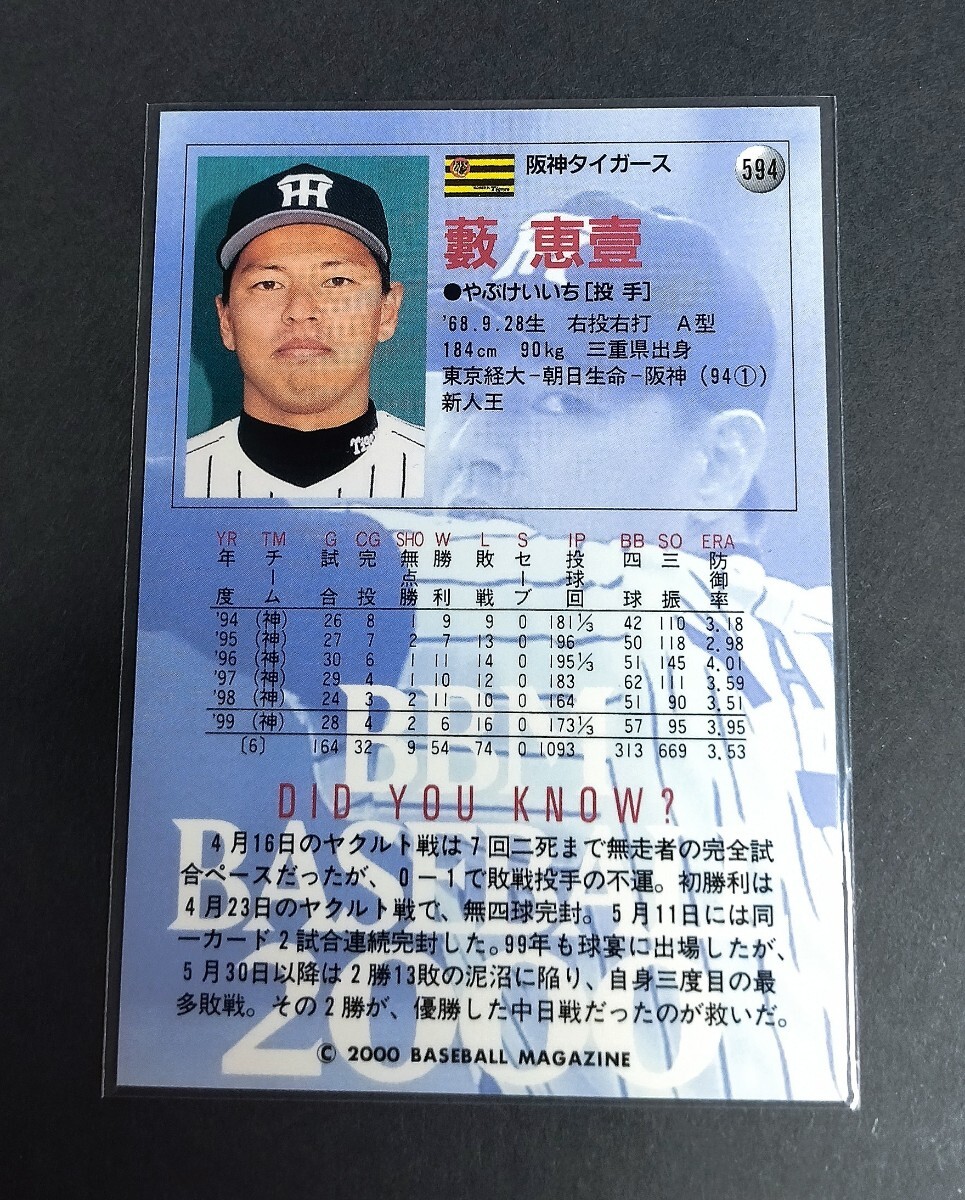 阪神タイガース
594
藪 恵壹
●やぶけいいち[投 手]
'68.9.28生 右投右打 A型
184cm 90kg 三重県出身
東京経大−朝日生命−阪神(94①)
新人王
YR TM G CG SHO W L S IP BB SO ERA
年度 チーム 試合 完投 無点勝 勝利 敗戦 セーブ 投球回 四球 三振 防御率
'94 (神) 26 8 1 9 9 0 181⅓ 42 110 3.18
'95 (神) 27 7 2 7 13 0 196 50 118 2.98
'96 (神) 30 6 1 11 14 0 195⅓ 51 145 4.01
'97 (神) 29 4 1 10 12 0 183 62 111 3.59
'98 (神) 24 3 2 11 10 0 164 51 90 3.51
'99 (神) 28 4 2 6 16 0 173⅓ 57 95 3.95
〔6〕 164 32 9 54 74 0 1093 313 669 3.53
DID YOU KNOW?
4月16日のヤクルト戦は7回二死まで無走者の完全試
合ペースだったが、0−1で敗戦投手の不運。初勝利は
4月23日のヤクルト戦で、無四球完封。5月11日には同
一カード2試合連続完封した。99年も球宴に出場したが、
5月30日以降は2勝13敗の泥沼に陥り、自身三度目の最
多敗戦。その2勝が、優勝した中日戦だったのが救いだ。
BBM
BASEBALL
2000
© 2000 BASEBALL MAGAZINE